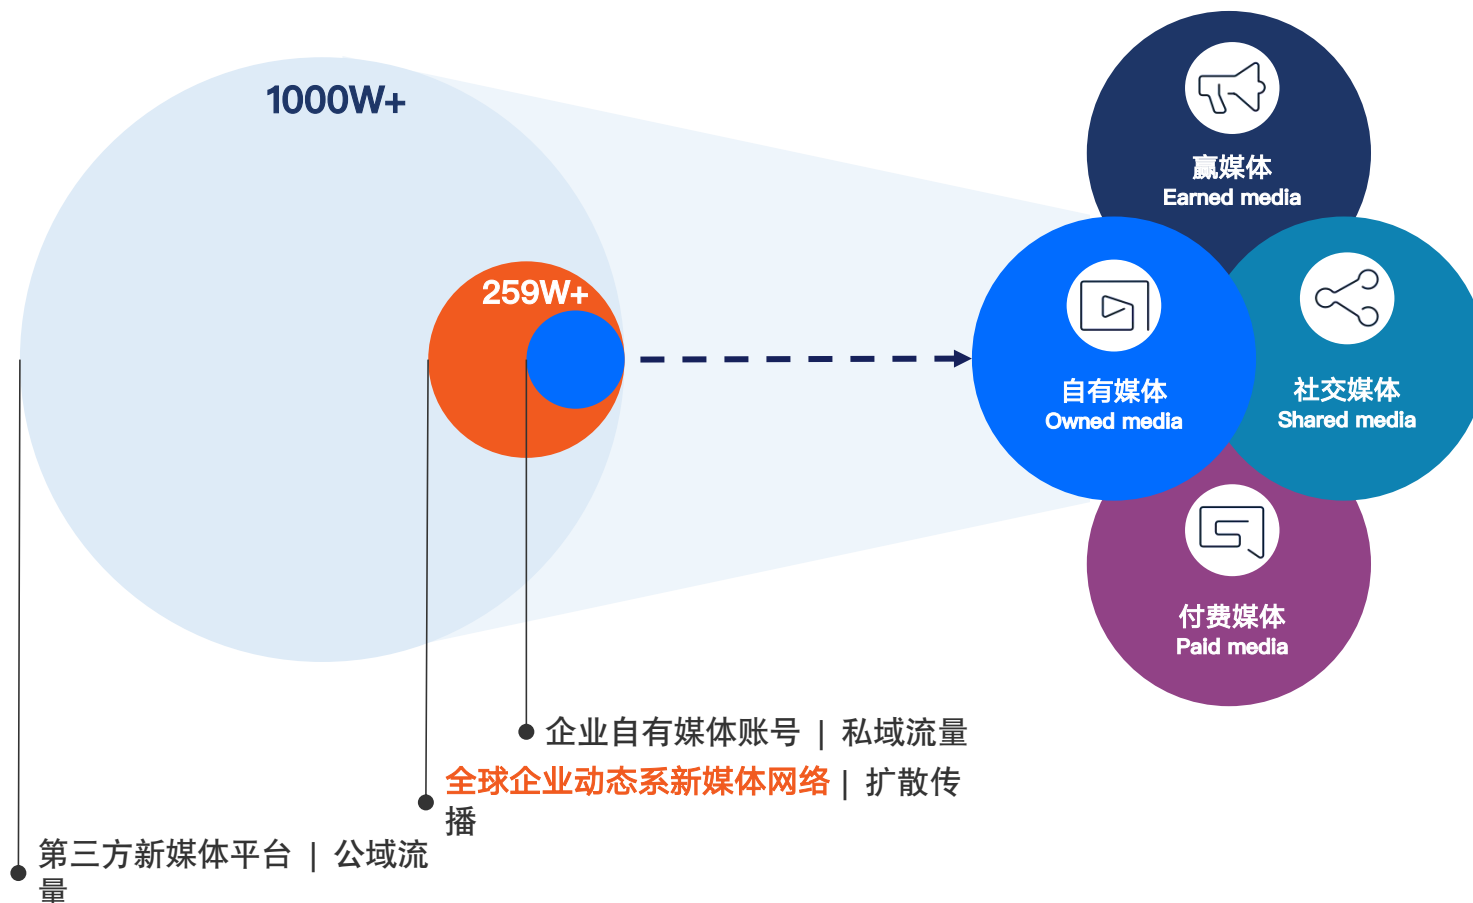 1000W+
259W+
赢媒体
Earned media
自有媒体
Owned media
社交媒体
Shared media
付费媒体
Paid media
企业自有媒体账号 | 私域流量
全球企业动态系新媒体网络 | 扩散传
播
第三方新媒体平台 | 公域流
量